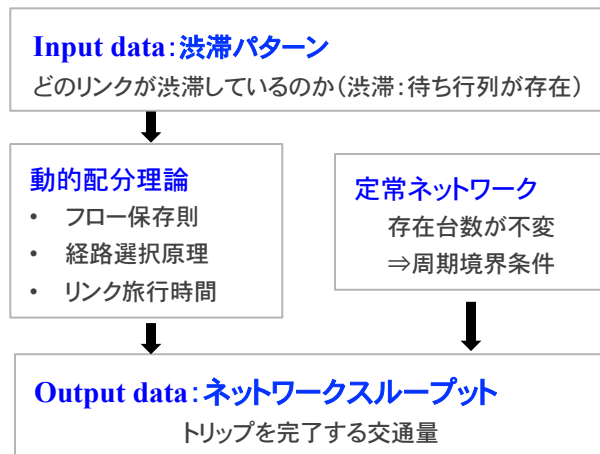 Input data:渋滞パターン
どのリンクが渋滞しているのか(渋滞:待ち行列が存在)
動的配分理論
• フロー保存則
• 経路選択原理
• リンク旅行時間
定常ネットワーク
存在台数が不変
⇒周期境界条件
Output data:ネットワークスループット
トリップを完了する交通量